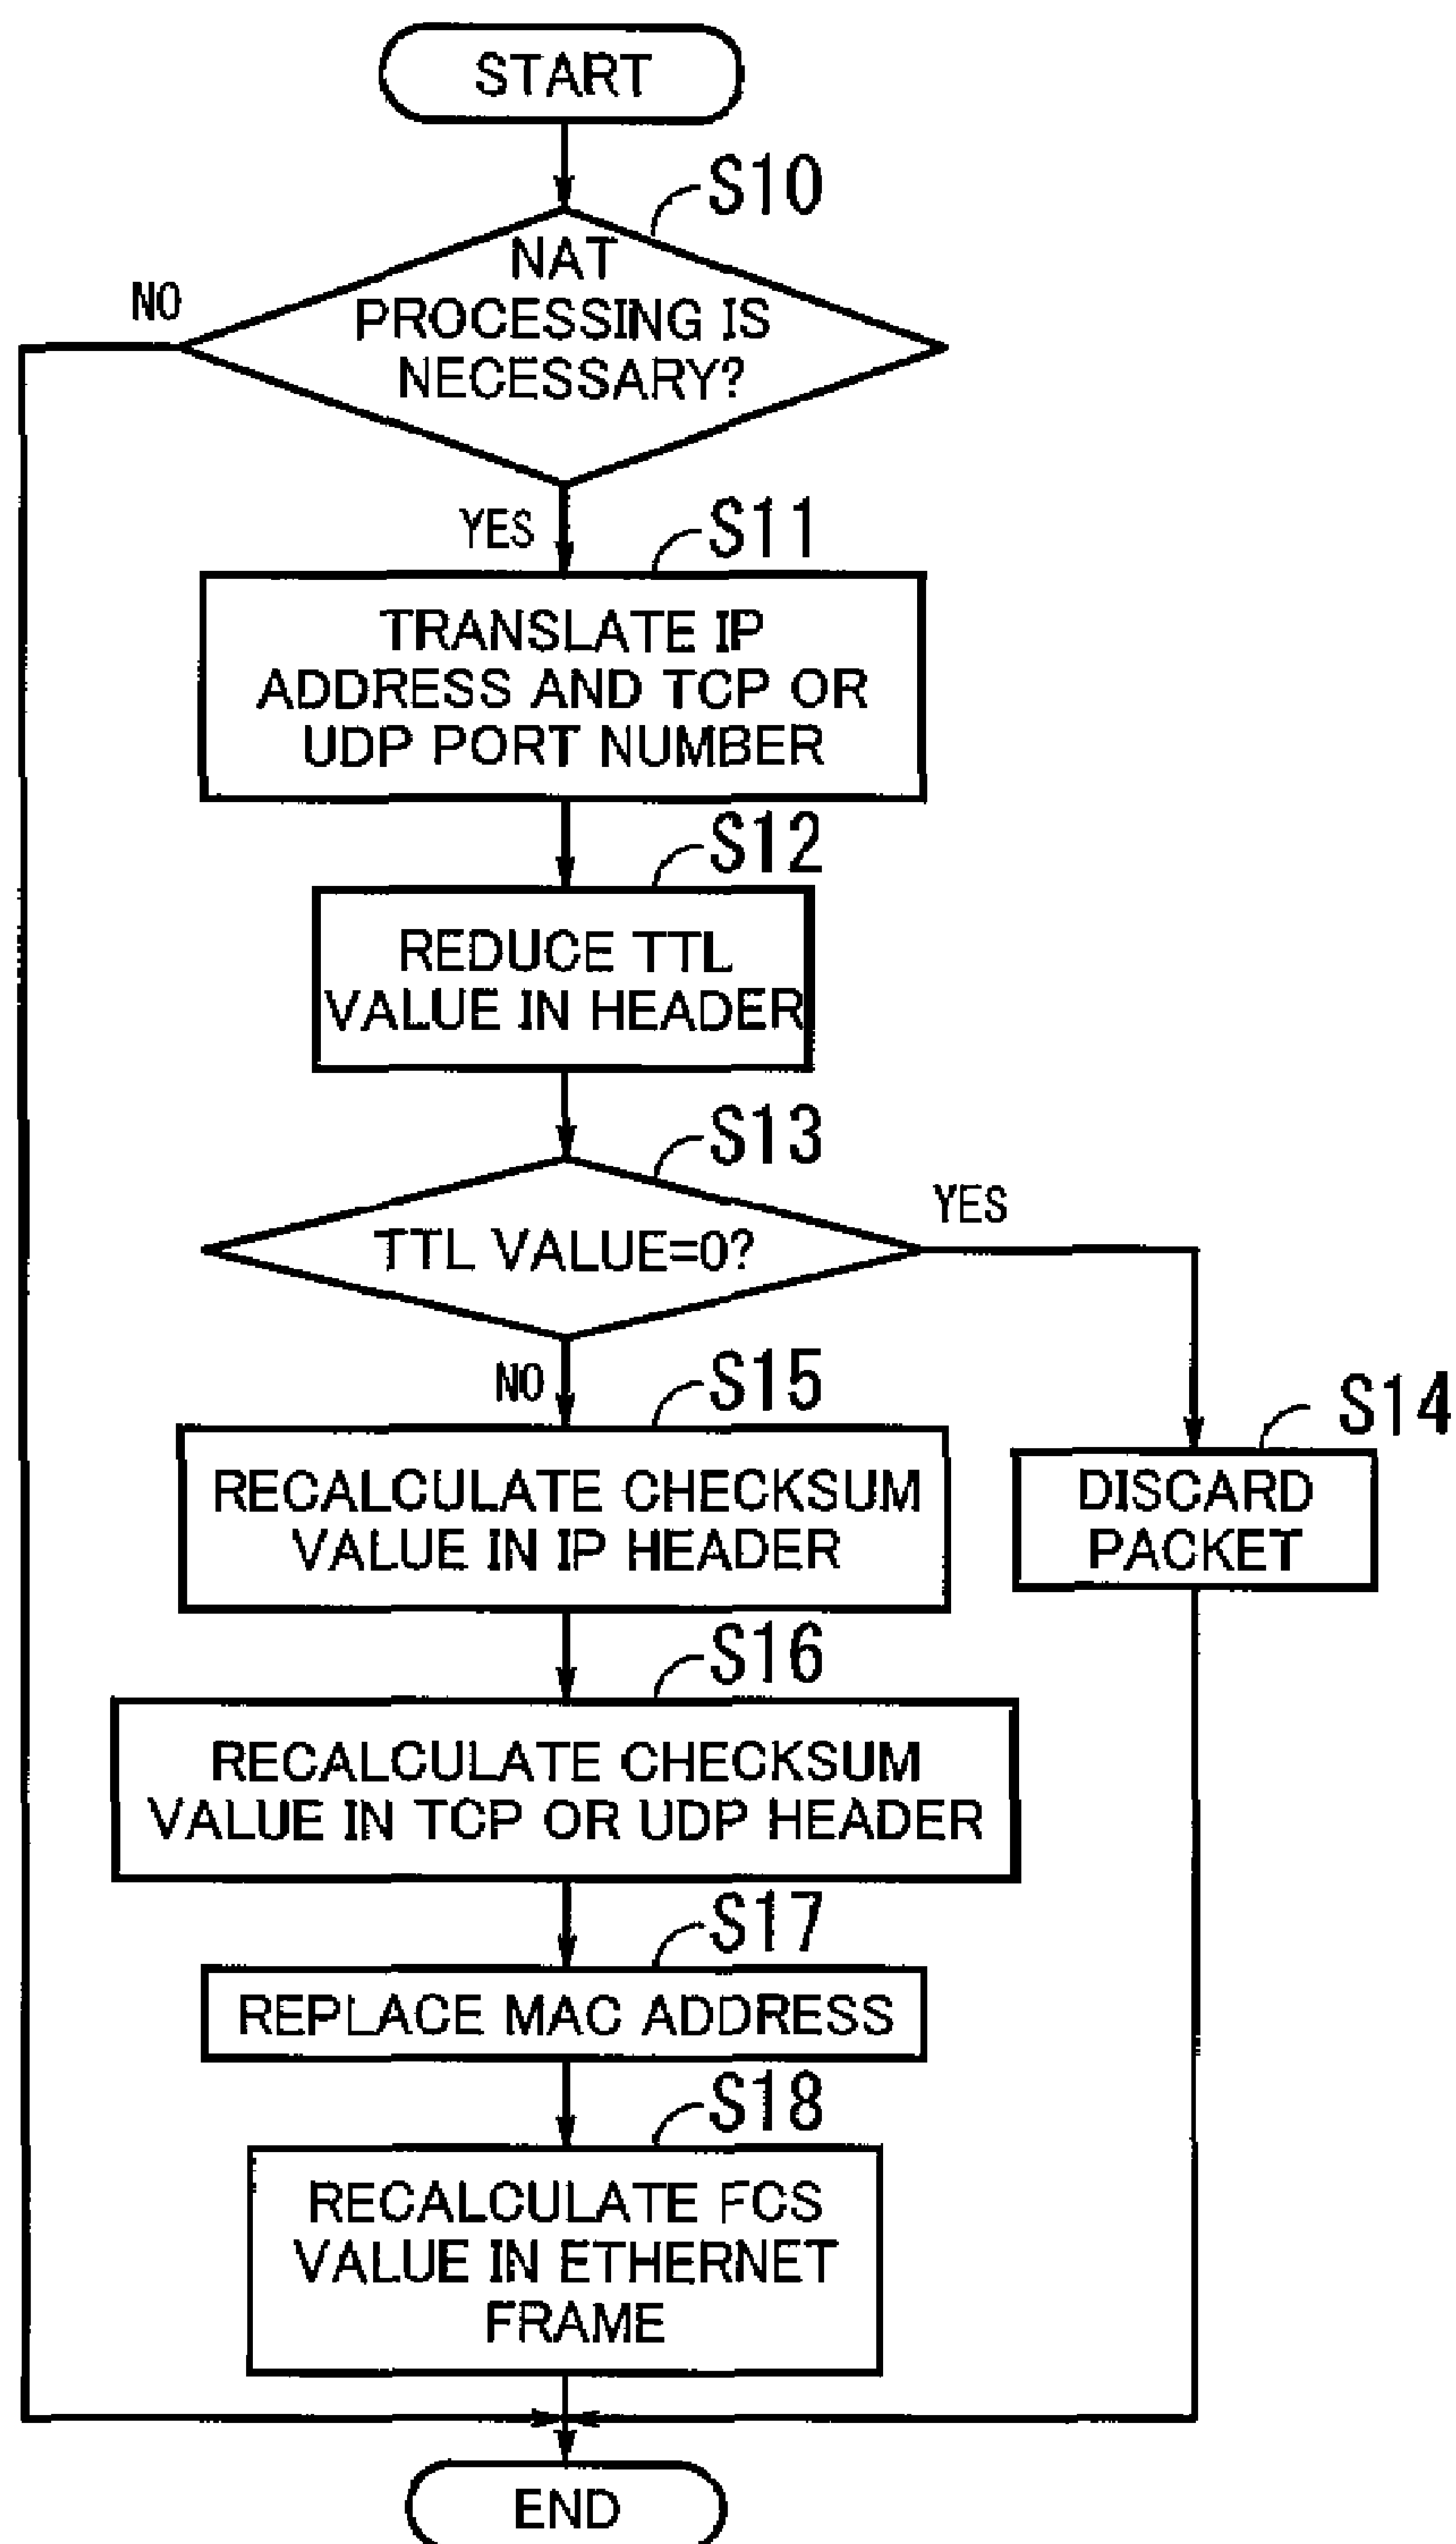 START
S10
NAT
PROCESSING IS
NECESSARY?
NO
YES
S11
TRANSLATE IP
ADDRESS AND TCP OR
UDP PORT NUMBER
S12
REDUCE TTL
VALUE IN HEADER
S13
TTL VALUE=0?
YES
NO
S15
RECALCULATE CHECKSUM
VALUE IN IP HEADER
S14
DISCARD
PACKET
S16
RECALCULATE CHECKSUM
VALUE IN TCP OR UDP HEADER
S17
REPLACE MAC ADDRESS
S18
RECALCULATE FCS
VALUE IN ETHERNET
FRAME
END